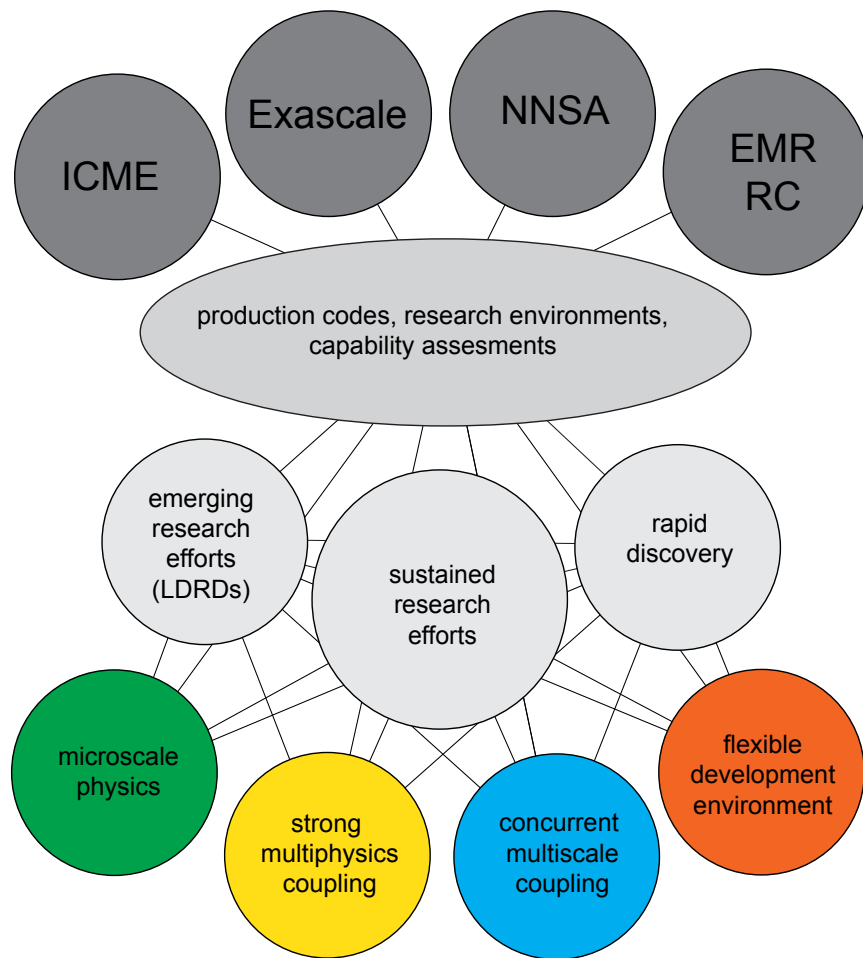 ICME
Exascale
NNSA
EMR
RC
production codes, research environments,
capability assesments
emerging
research
efforts
(LDRDs)
sustained
research
efforts
rapid
discovery
microscale
physics
strong
multiphysics
coupling
concurrent
multiscale
coupling
flexible
development
environment